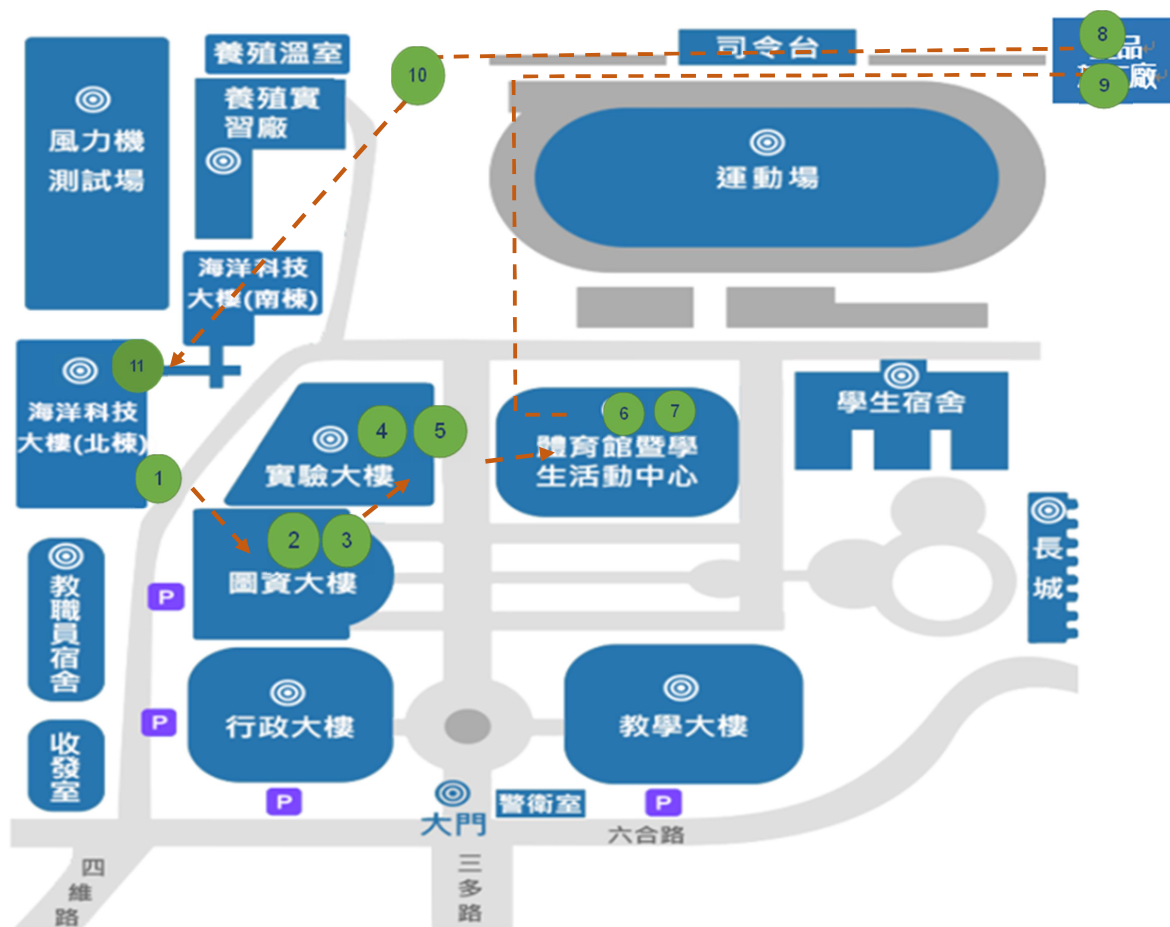 養殖溫室
養殖實
習廠
風力機
測試場
司令台
8
品
廠
9
10
運動場
海洋科技
大樓(南棟)
11
海洋科技
大樓(北棟)
1
4
5
實驗大樓
6
7
體育館暨學
生活動中心
學生宿舍
2
3
圖資大樓
長城
教職員宿舍
P
行政大樓
教學大樓
P
收發室
P
P
大門
警衛室
六合路
四維路
三多路